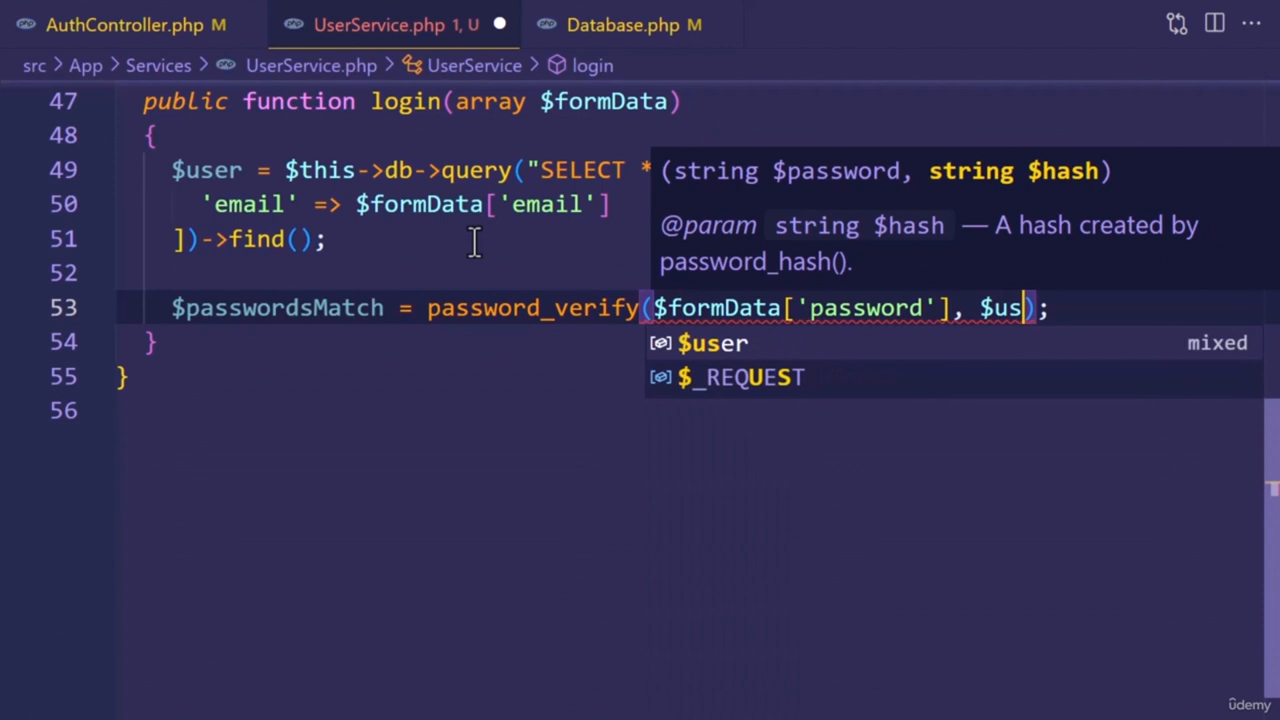 AuthController.php M
UserService.php 1, U
Database.php M
src > App > Services > UserService.php > UserService > login
47 public function login(array $formData)
48 {
49 $user = $this->db->query("SELECT *
50 'email' => $formData['email']
51 ])->find();
52
53 $passwordsMatch = password_verify($formData['password'], $us);
54 }
55 }
56
(string $password, string $hash)
@param string $hash — A hash created by
password_hash().
$user mixed
$_REQUEST
ûdemy